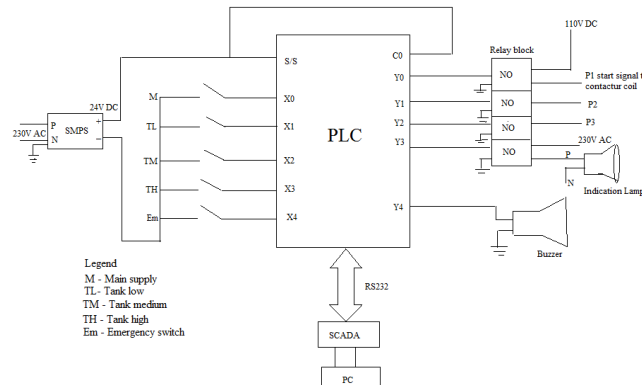 110V DC
Relay block
S/S
C0
Y0
NO
P1 start signal t
contactur coil
24V DC
M
X0
Y1
NO
P2
P
230V AC
N
SMPS
+
−
TL
X1
PLC
Y2
NO
P3
Y3
230V AC
TM
X2
NO
P
TH
X3
N
Indication Lamp
Em
X4
Y4
Buzzer
Legend
M - Main supply
TL- Tank low
TM - Tank medium
TH - Tank high
Em - Emergency switch
RS232
SCADA
PC